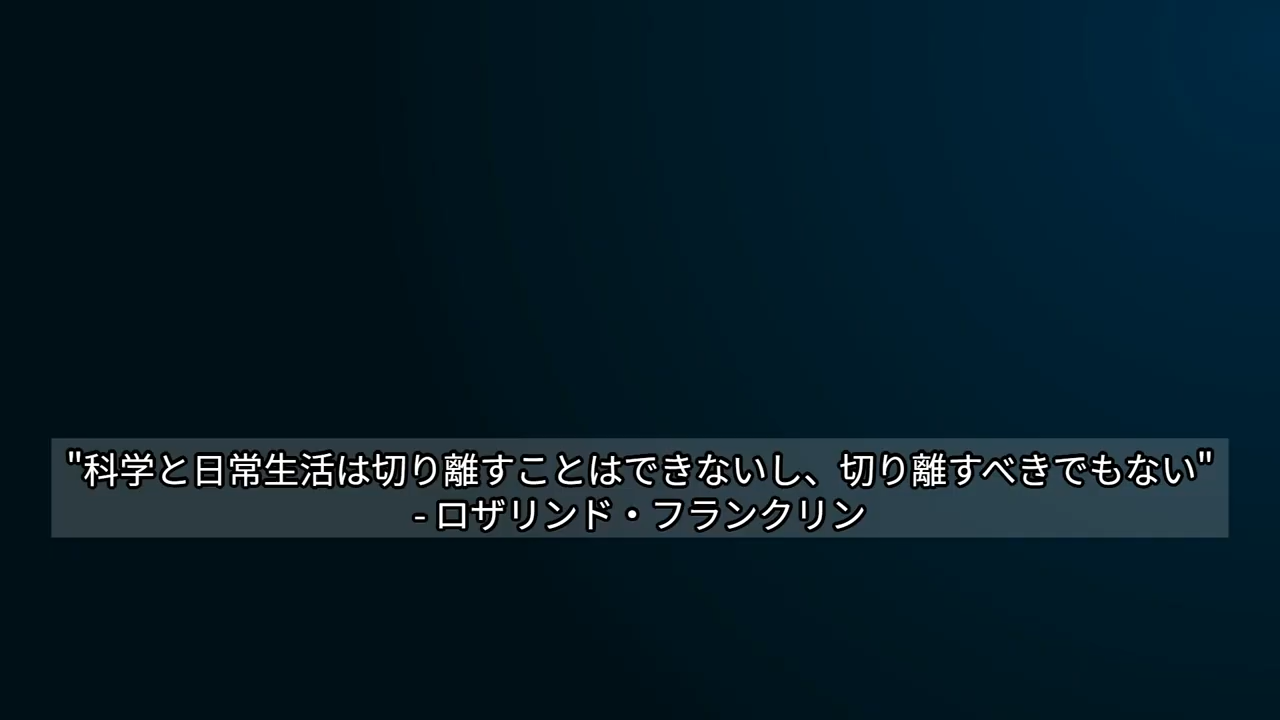 "科学と日常生活は切り離すことはできないし、切り離すべきでもない"
- ロザリンド・フランクリン